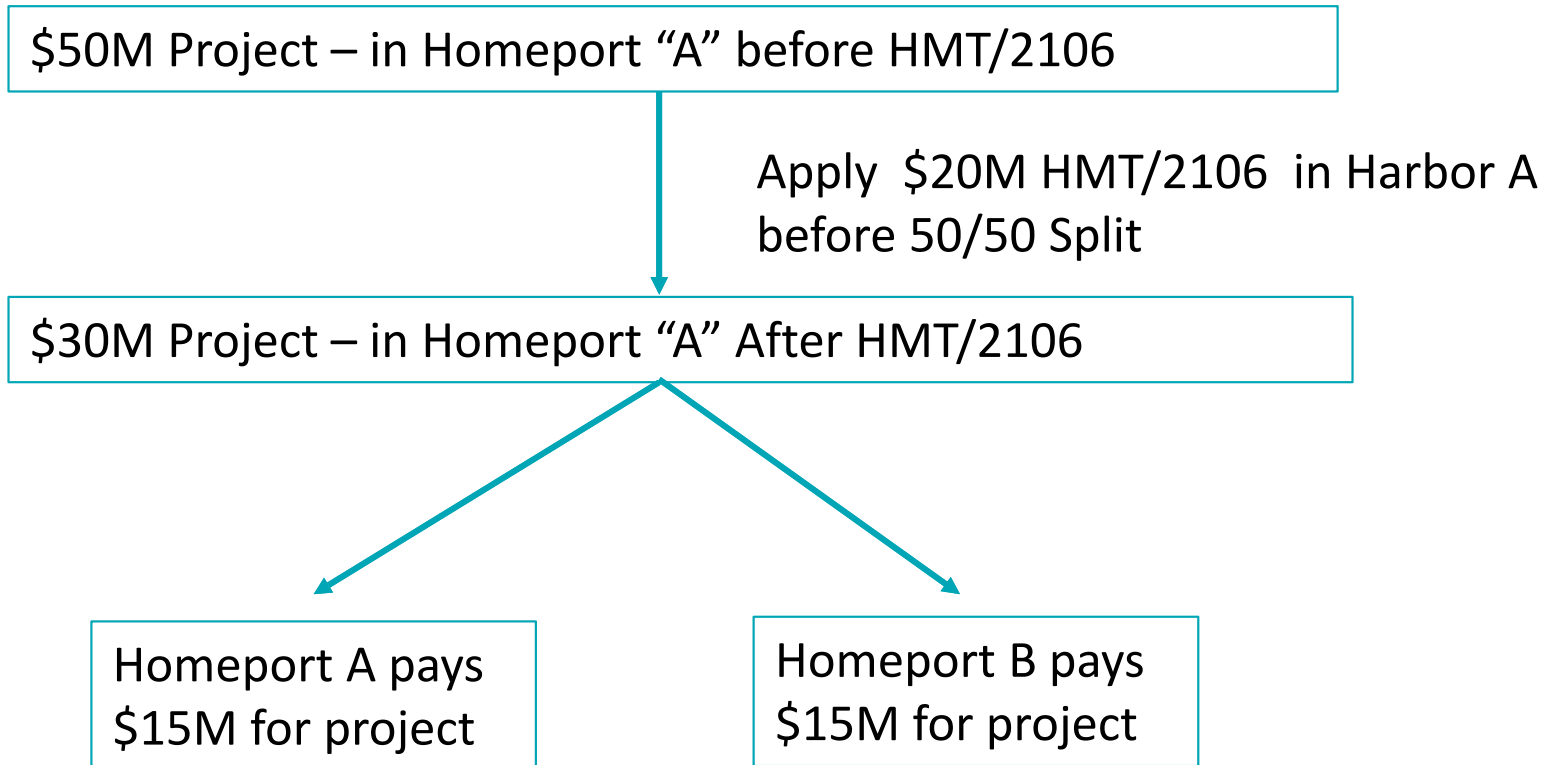 $50M Project – in Homeport “A” before HMT/2106
Apply $20M HMT/2106 in Harbor A
before 50/50 Split
$30M Project – in Homeport “A” After HMT/2106
Homeport A pays
$15M for project
Homeport B pays
$15M for project